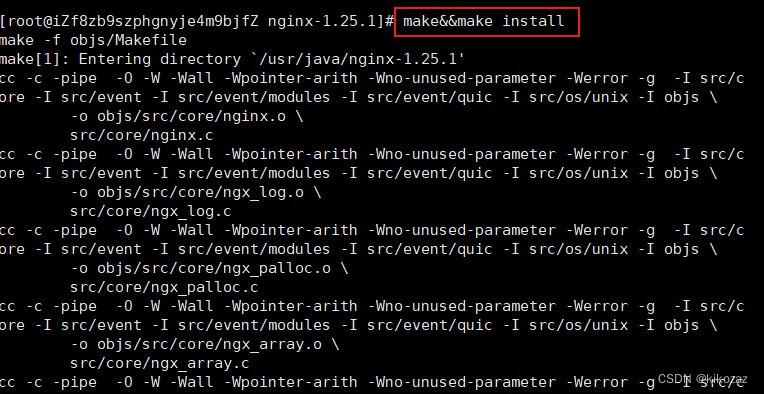 [root@iZf8zb9szphgnyje4m9bjfZ nginx-1.25.1]# make&&make install
make -f objs/Makefile
make[1]: Entering directory `/usr/java/nginx-1.25.1'
cc -c -pipe  -O -W -Wall -Wpointer-arith -Wno-unused-parameter -Werror -g  -I src/c
ore -I src/event -I src/event/modules -I src/event/quic -I src/os/unix -I objs \
        -o objs/src/core/nginx.o \
        src/core/nginx.c
cc -c -pipe  -O -W -Wall -Wpointer-arith -Wno-unused-parameter -Werror -g  -I src/c
ore -I src/event -I src/event/modules -I src/event/quic -I src/os/unix -I objs \
        -o objs/src/core/ngx_log.o \
        src/core/ngx_log.c
cc -c -pipe  -O -W -Wall -Wpointer-arith -Wno-unused-parameter -Werror -g  -I src/c
ore -I src/event -I src/event/modules -I src/event/quic -I src/os/unix -I objs \
        -o objs/src/core/ngx_palloc.o \
        src/core/ngx_palloc.c
cc -c -pipe  -O -W -Wall -Wpointer-arith -Wno-unused-parameter -Werror -g  -I src/c
ore -I src/event -I src/event/modules -I src/event/quic -I src/os/unix -I objs \
        -o objs/src/core/ngx_array.o \
        src/core/ngx_array.c
cc -c -pipe  -O -W -Wall -Wpointer-arith -Wno-unused-parameter -Werror -g  -I src/c
CSDN